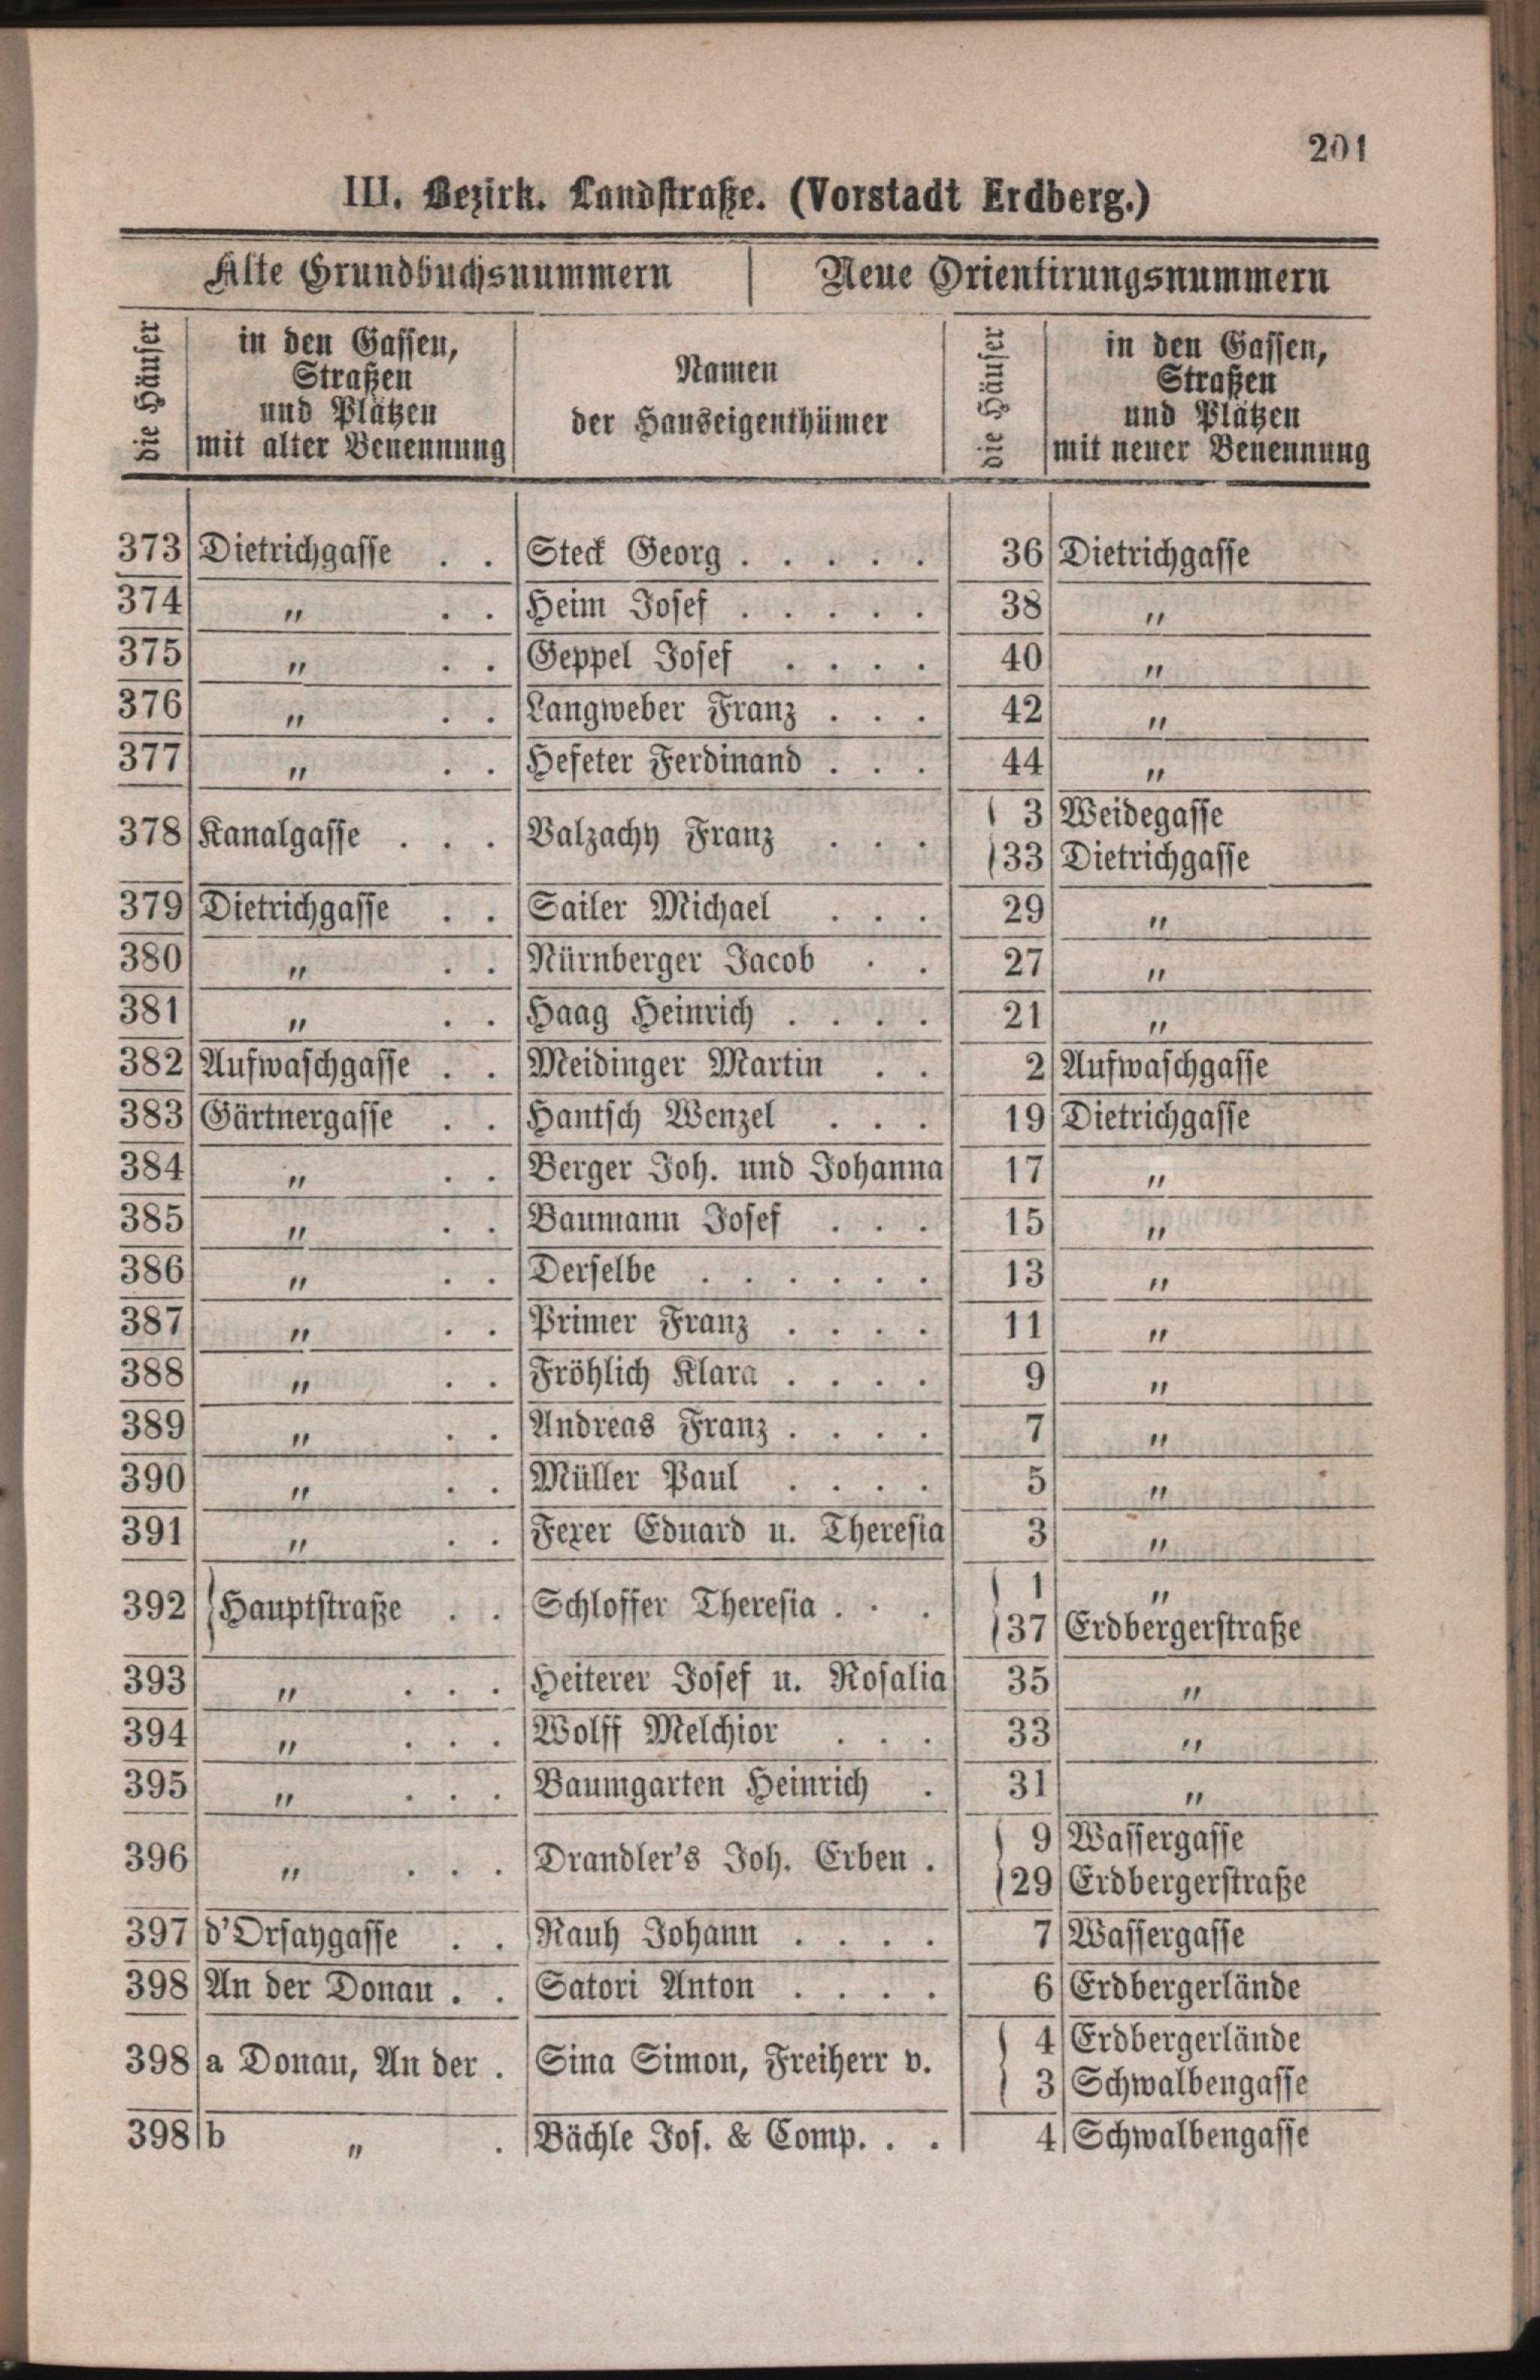 201
III. Bezirk. Landstraße. (Vorstadt Erdberg.)
Alte Grundbuchsnummern | Neue Orientirungsnummern
die Häuser | in den Gassen, Straßen und Plätzen mit alter Benennung | Namen der Hauseigenthümer | die Häuser | in den Gassen, Straßen und Plätzen mit neuer Benennung
373 Dietrichgasse . . Steck Georg . . . . . 36 Dietrichgasse
374 „ . . Heim Josef . . . . . 38 „
375 „ . . Geppel Josef . . . . 40 „
376 „ . . Langweber Franz . . . 42 „
377 „ . . Hefeter Ferdinand . . . 44 „
378 Kanalgasse . . . Valzachy Franz . . . { 3 Weidegasse
33 Dietrichgasse
379 Dietrichgasse . . Sailer Michael . . . 29 „
380 „ . . Nürnberger Jacob . . 27 „
381 „ . . Haag Heinrich . . . . 21 „
382 Aufwaschgasse . . Meidinger Martin . . 2 Aufwaschgasse
383 Gärtnergasse . . Hantsch Wenzel . . . 19 Dietrichgasse
384 „ . . Berger Joh. und Johanna 17 „
385 „ . . Baumann Josef . . . 15 „
386 „ . . Derselbe . . . . . . 13 „
387 „ . . Primer Franz . . . . 11 „
388 „ . . Fröhlich Klara . . . . 9 „
389 „ . . Andreas Franz . . . . 7 „
390 „ . . Müller Paul . . . . 5 „
391 „ . . Fexer Eduard u. Theresia 3 „
392 } Hauptstraße . . Schloffer Theresia . . . { 1 „
37 Erdbergerstraße
393 „ . . . Heiterer Josef u. Rosalia 35 „
394 „ . . . Wolff Melchior . . . 33 „
395 „ . . . Baumgarten Heinrich . 31 „
396 „ . . . Drandler's Joh. Erben . { 9 Wassergasse
29 Erdbergerstraße
397 d'Orsaygasse . . Rauh Johann . . . . 7 Wassergasse
398 An der Donau . . Satori Anton . . . . 6 Erdbergerlände
398 a Donau, An der . Sina Simon, Freiherr v. { 4 Erdbergerlände
3 Schwalbengasse
398 b „ . Bächle Jos. & Comp. . . 4 Schwalbengasse